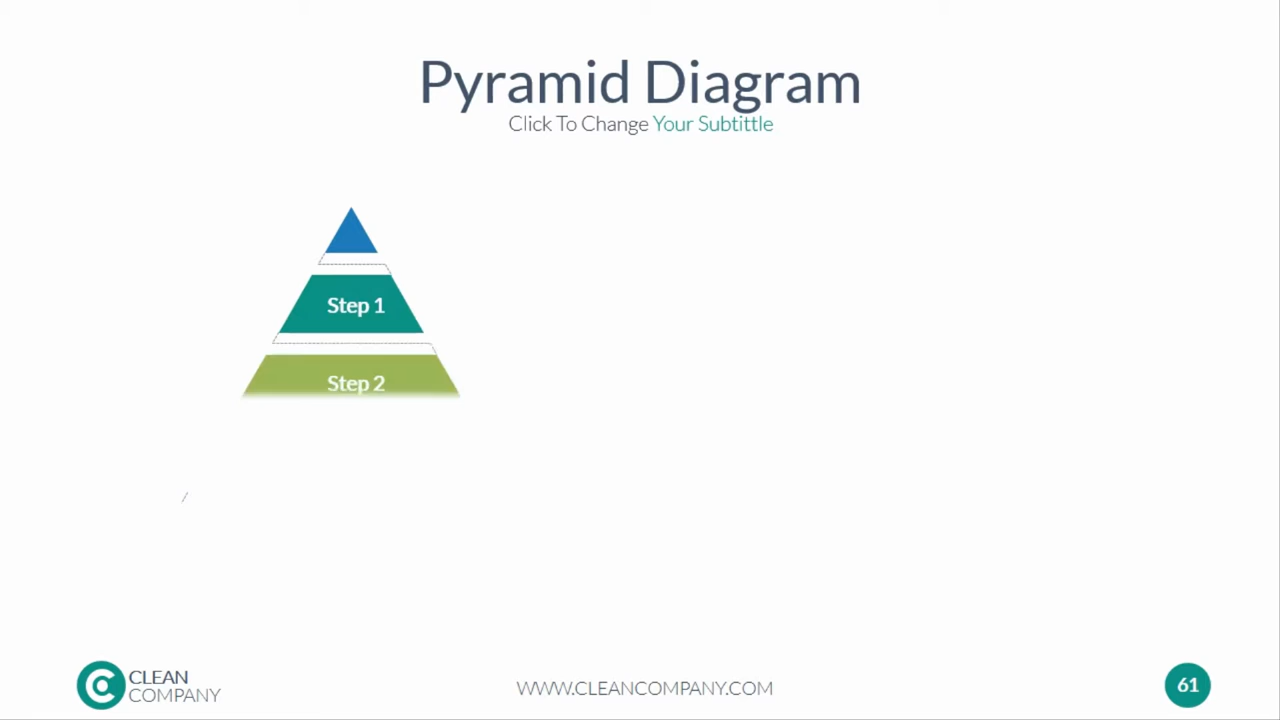 Pyramid Diagram
Click To Change Your Subtittle
Step 1
Step 2
CLEAN
COMPANY
WWW.CLEANCOMPANY.COM
61